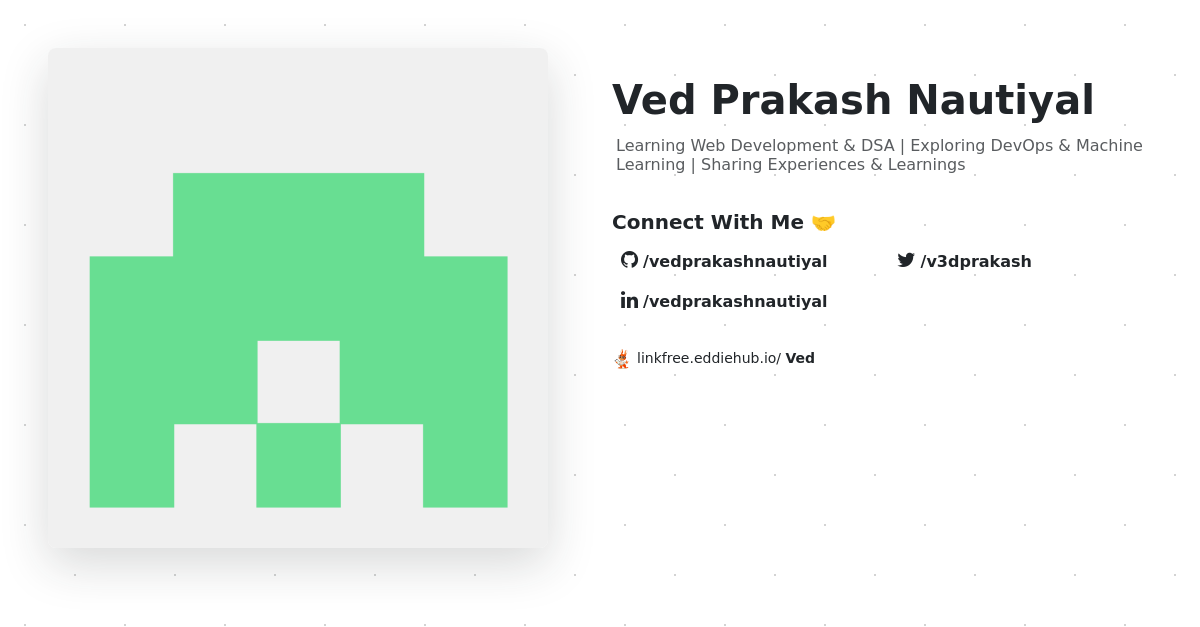 Ved Prakash Nautiyal
Learning Web Development & DSA | Exploring DevOps & Machine
Learning | Sharing Experiences & Learnings
Connect With Me 🤝
/vedprakashnautiyal
/v3dprakash
/vedprakashnautiyal
linkfree.eddiehub.io/ Ved